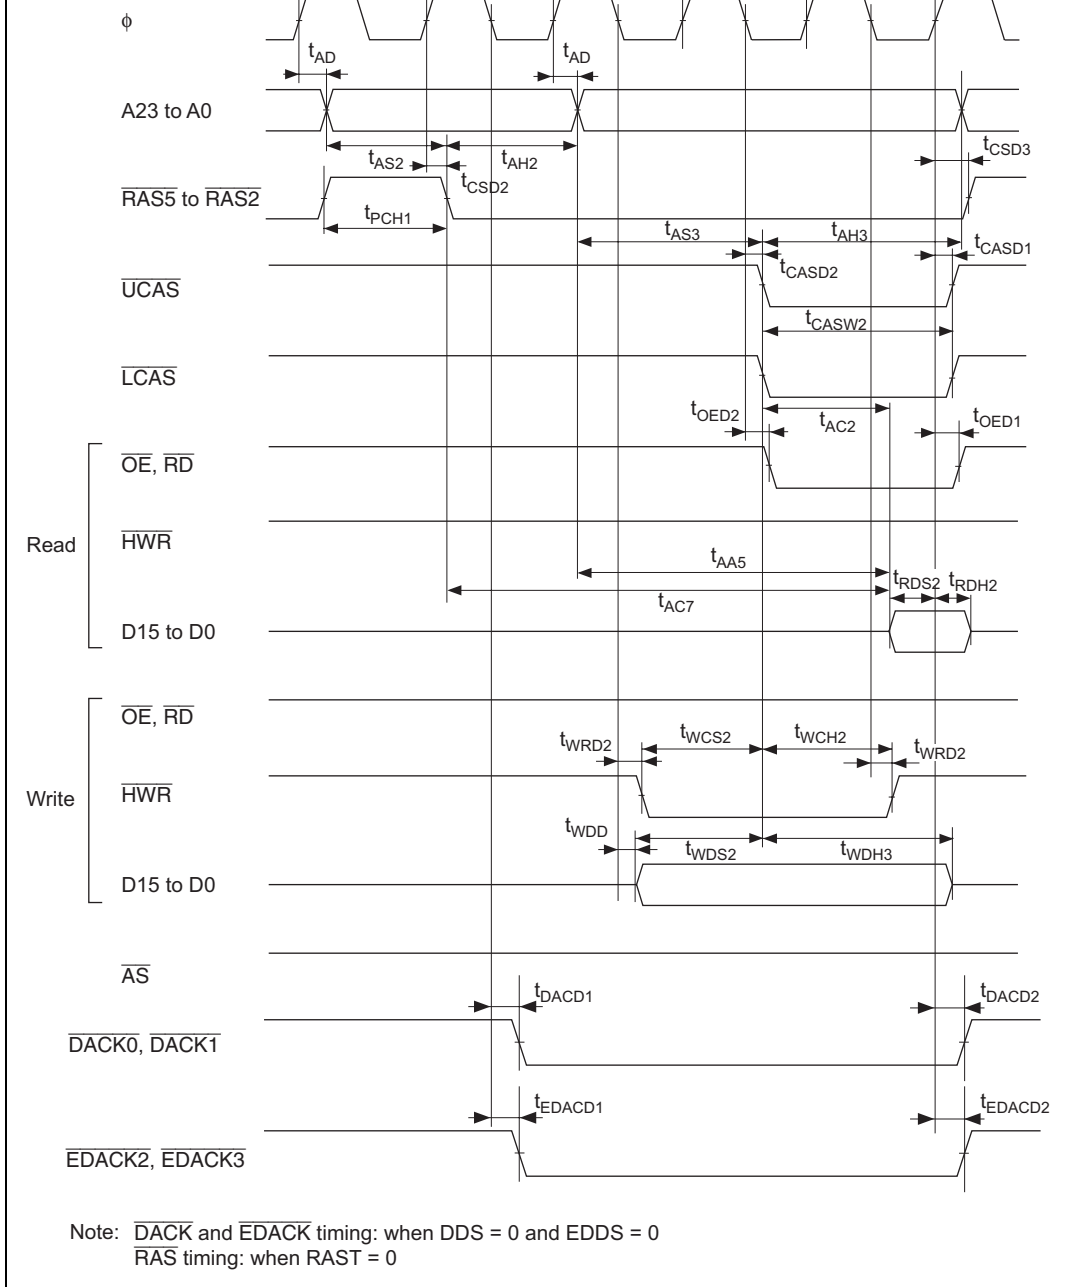 ϕ
tAD tAD
A23 to A0
tAS2 tAH2 tCSD3
tCSD2
RAS5 to RAS2
tPCH1
tAS3 tAH3 tCASD1
tCASD2
UCAS
tCASW2
LCAS
tOED2 tAC2 tOED1
OE, RD
HWR
Read
tAA5
tRDS2 tRDH2
tAC7
D15 to D0
OE, RD
tWCS2 tWCH2
tWRD2 tWRD2
HWR
Write
tWDD
tWDS2 tWDH3
D15 to D0
AS
tDACD1 tDACD2
DACK0, DACK1
tEDACD1 tEDACD2
EDACK2, EDACK3
Note: DACK and EDACK timing: when DDS = 0 and EDDS = 0
RAS timing: when RAST = 0